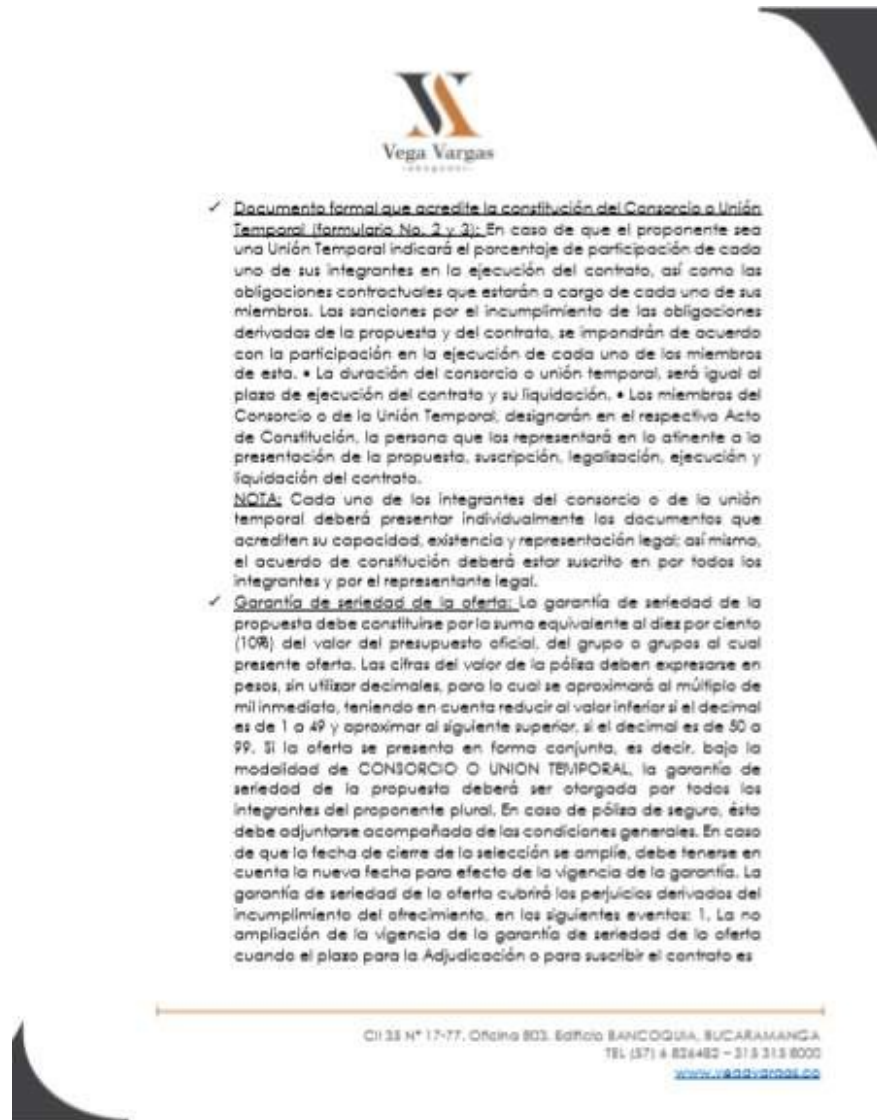 Vega Vargas
✓ Documento formal que acredite la constitución del Consorcio o Unión
Temporal (formulario No. 2 y 3): En caso de que el proponente sea
una Unión Temporal indicará el porcentaje de participación de cada
uno de sus integrantes en la ejecución del contrato, así como las
obligaciones contractuales que estarán a cargo de cada uno de sus
miembros. Las sanciones por el incumplimiento de las obligaciones
derivadas de la propuesta y del contrato, se impondrán de acuerdo
con la participación en la ejecución de cada uno de los miembros
de esta. • La duración del consorcio o unión temporal, será igual al
plazo de ejecución del contrato y su liquidación. • Los miembros del
Consorcio o de la Unión Temporal, designarán en el respectivo Acto
de Constitución, la persona que los representará en lo atinente a la
presentación de la propuesta, suscripción, legalización, ejecución y
liquidación del contrato.
NOTA: Cada uno de los integrantes del consorcio o de la unión
temporal deberá presentar individualmente los documentos que
acrediten su capacidad, existencia y representación legal; así mismo,
el acuerdo de constitución deberá estar suscrito en por todos los
integrantes y por el representante legal.
✓ Garantía de seriedad de la oferta: La garantía de seriedad de la
propuesta debe constituirse por la suma equivalente al diez por ciento
(10%) del valor del presupuesto oficial, del grupo o grupos al cual
presente oferta. Las cifras del valor de la póliza deben expresarse en
pesos, sin utilizar decimales, para lo cual se aproximará al múltiplo de
mil inmediato, teniendo en cuenta reducir al valor inferior si el decimal
es de 1 a 49 y aproximar al siguiente superior, si el decimal es de 50 a
99. Si la oferta se presenta en forma conjunta, es decir, bajo la
modalidad de CONSORCIO O UNION TEMPORAL, la garantía de
seriedad de la propuesta deberá ser otorgada por todos los
integrantes del proponente plural. En caso de póliza de seguro, ésta
debe adjuntarse acompañada de las condiciones generales. En caso
de que la fecha de cierre de la selección se amplíe, debe tenerse en
cuenta la nueva fecha para efecto de la vigencia de la garantía. La
garantía de seriedad de la oferta cubrirá los perjuicios derivados del
incumplimiento del ofrecimiento, en los siguientes eventos: 1. La no
ampliación de la vigencia de la garantía de seriedad de la oferta
cuando el plazo para la Adjudicación o para suscribir el contrato es
Cll 35 N° 17-77. Oficina 803. Edificio BANCOQUIA, BUCARAMANGA
TEL (57) 6 826482 – 315 315 8000
www.vegavargas.co